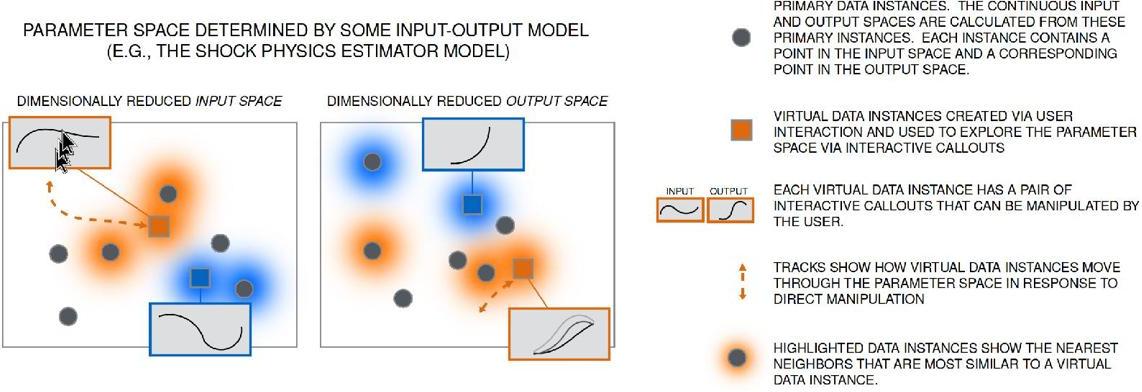 PARAMETER SPACE DETERMINED BY SOME INPUT-OUTPUT MODEL
(E.G., THE SHOCK PHYSICS ESTIMATOR MODEL)
DIMENSIONALLY REDUCED INPUT SPACE
DIMENSIONALLY REDUCED OUTPUT SPACE
PRIMARY DATA INSTANCES. THE CONTINUOUS INPUT
AND OUTPUT SPACES ARE CALCULATED FROM THESE
PRIMARY INSTANCES. EACH INSTANCE CONTAINS A
POINT IN THE INPUT SPACE AND A CORRESPONDING
POINT IN THE OUTPUT SPACE.
VIRTUAL DATA INSTANCES CREATED VIA USER
INTERACTION AND USED TO EXPLORE THE PARAMETER
SPACE VIA INTERACTIVE CALLOUTS
INPUT OUTPUT
EACH VIRTUAL DATA INSTANCE HAS A PAIR OF
INTERACTIVE CALLOUTS THAT CAN BE MANIPULATED BY
THE USER.
TRACKS SHOW HOW VIRTUAL DATA INSTANCES MOVE
THROUGH THE PARAMETER SPACE IN RESPONSE TO
DIRECT MANIPULATION
HIGHLIGHTED DATA INSTANCES SHOW THE NEAREST
NEIGHBORS THAT ARE MOST SIMILAR TO A VIRTUAL
DATA INSTANCE.